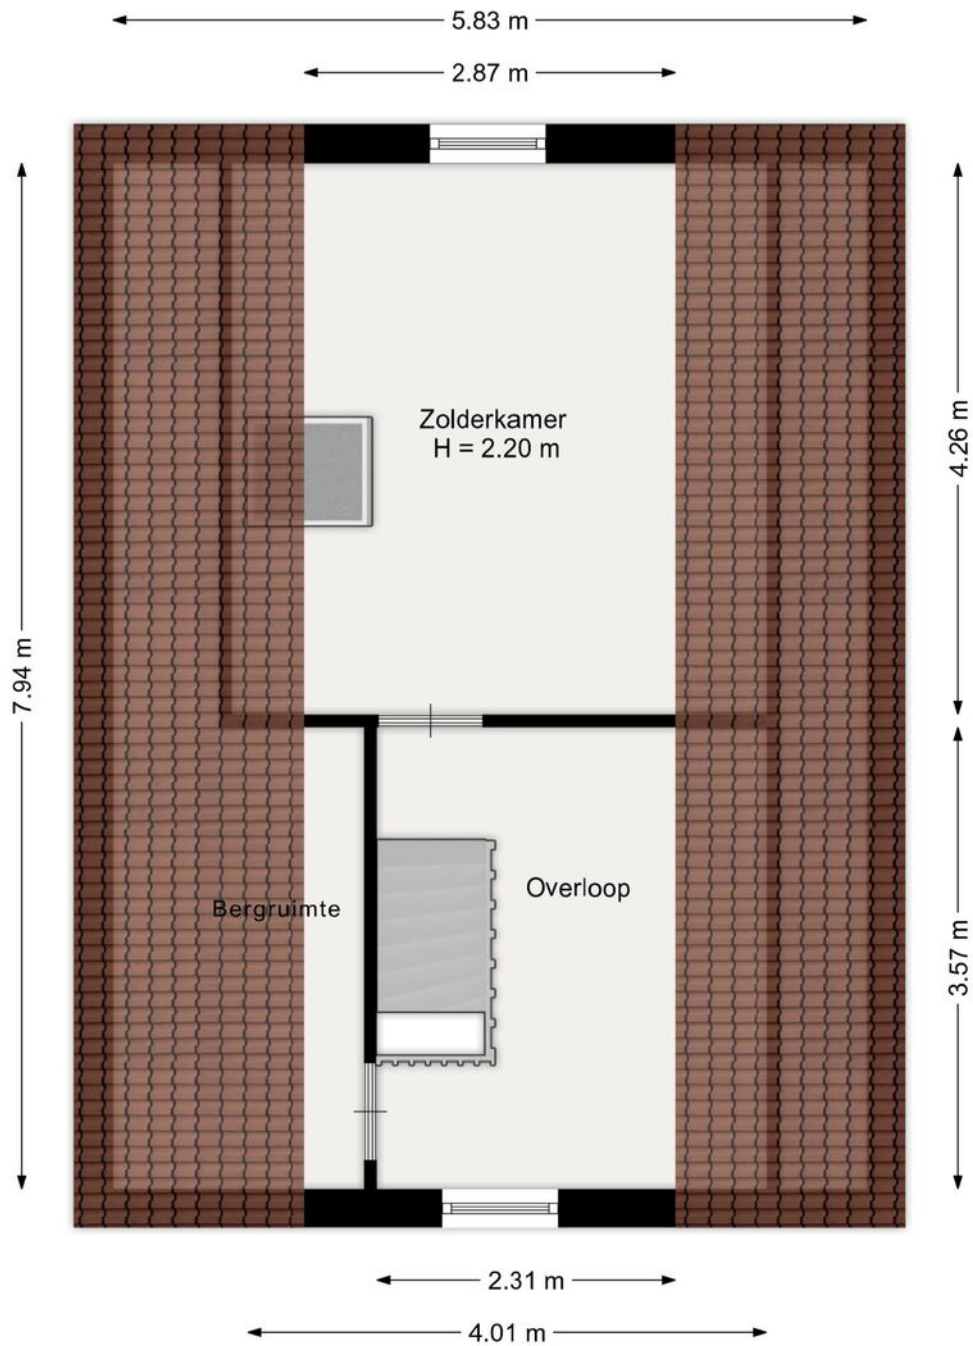 5.83 m
2.87 m
Zolderkamer
H = 2.20 m
4.26 m
7.94 m
Overloop
Bergruimte
3.57 m
2.31 m
4.01 m